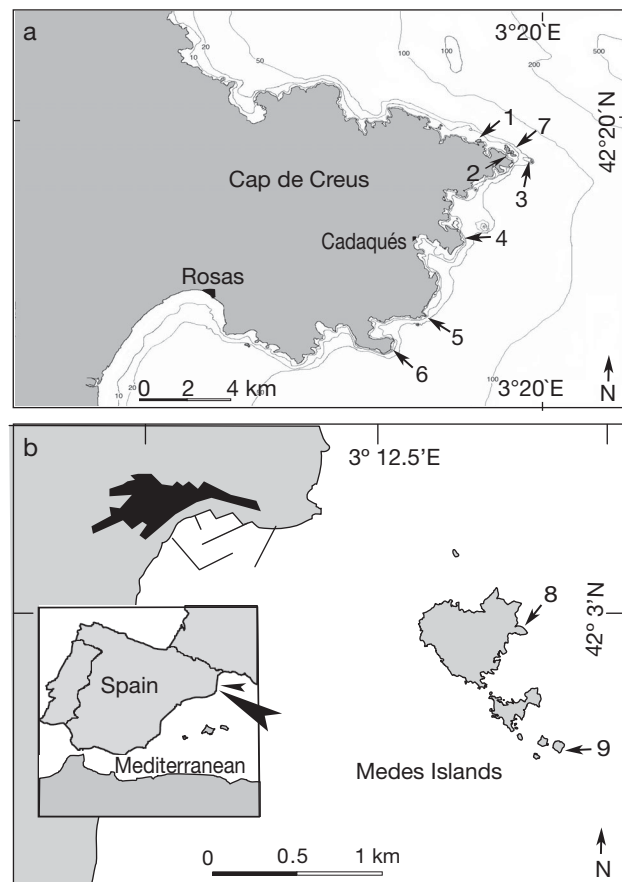 a
3°20`E
10
20
50
100
200
500
42°20`N
1
7
2
3
Cap de Creus
Cadaqués
4
Rosas
5
6
10
20
100
0 2 4 km
3°20`E
N
b
3° 12.5'E
8
42° 3'N
Spain
9
Mediterranean
Medes Islands
0 0.5 1 km
N